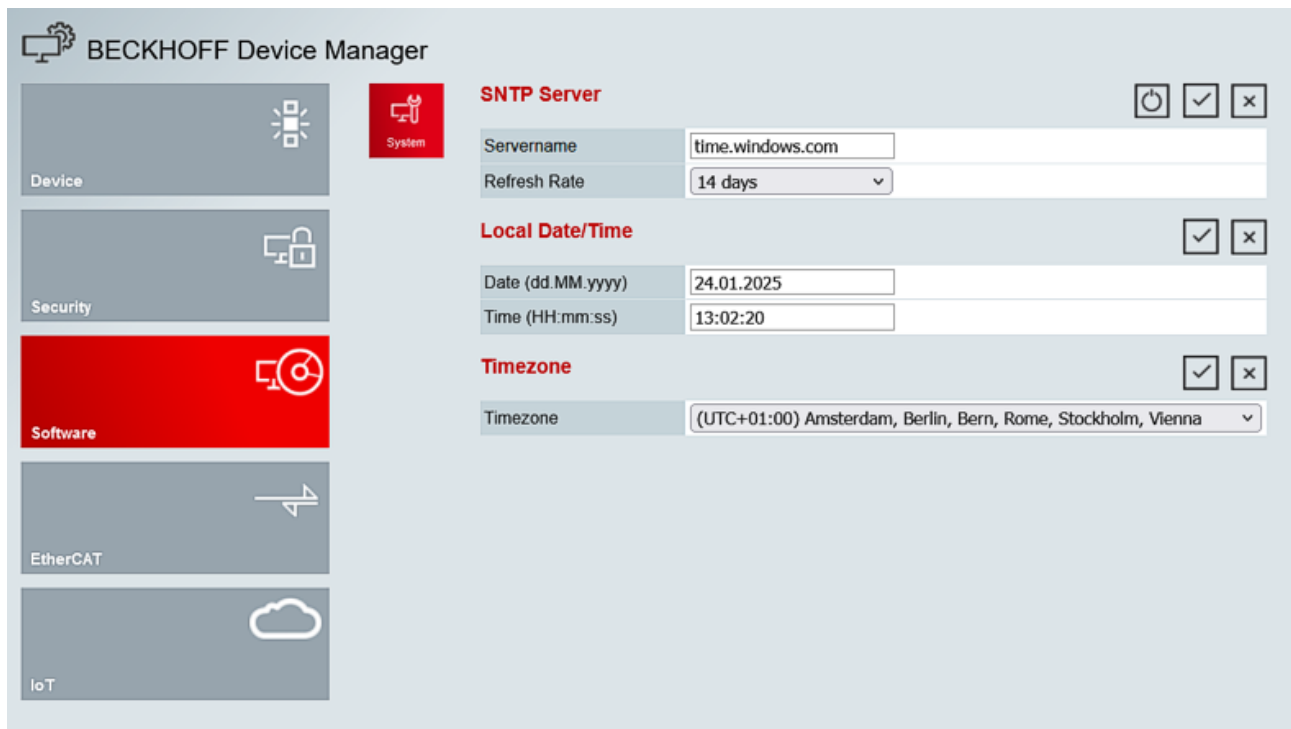 BECKHOFF Device Manager
Device
Security
Software
EtherCAT
IoT
System
SNTP Server
Servername time.windows.com
Refresh Rate 14 days
Local Date/Time
Date (dd.MM.yyyy) 24.01.2025
Time (HH:mm:ss) 13:02:20
Timezone
Timezone (UTC+01:00) Amsterdam, Berlin, Bern, Rome, Stockholm, Vienna